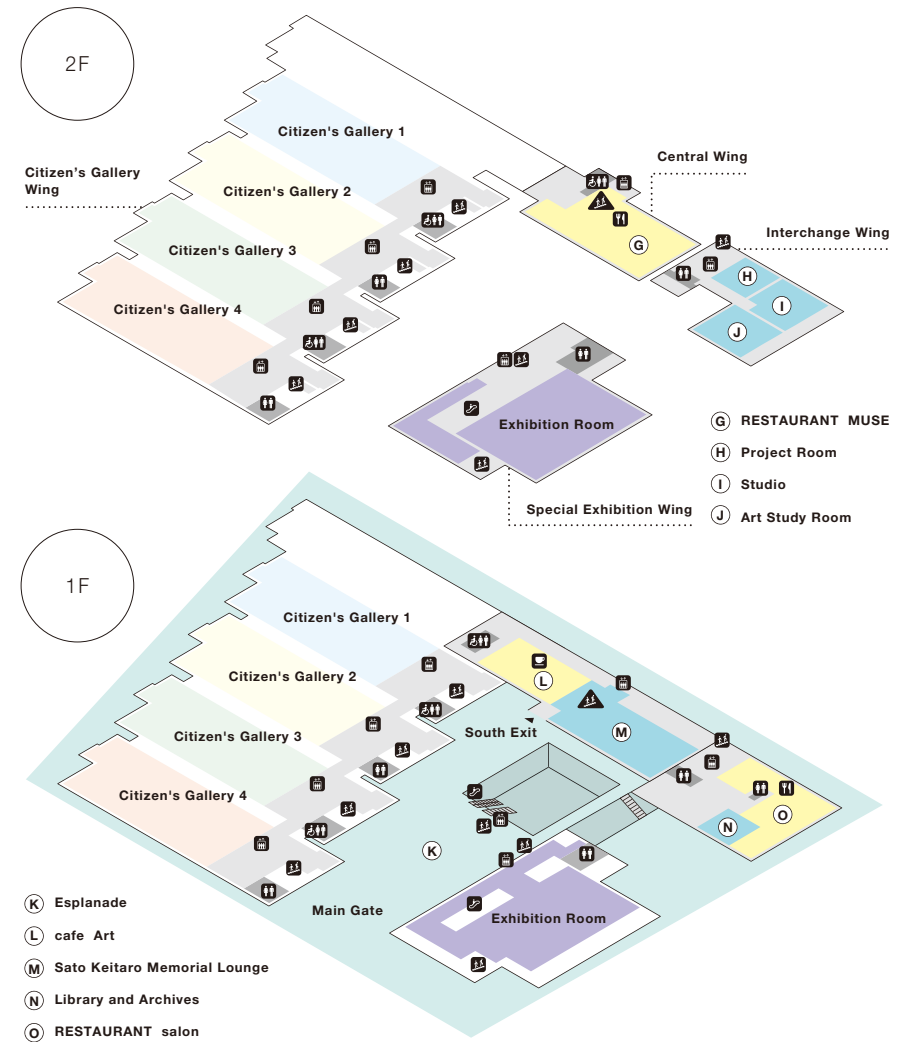 2F
Citizen's Gallery 1
Central Wing
Citizen's Gallery
Wing
Citizen's Gallery 2
Interchange Wing
Citizen's Gallery 3
G
H
I
Citizen's Gallery 4
J
Exhibition Room
G RESTAURANT MUSE
H Project Room
I Studio
Special Exhibition Wing
J Art Study Room
1F
Citizen's Gallery 1
Citizen's Gallery 2
L
South Exit
M
Citizen's Gallery 3
Citizen's Gallery 4
O
N
K
K Esplanade
Main Gate
Exhibition Room
L cafe Art
M Sato Keitaro Memorial Lounge
N Library and Archives
O RESTAURANT salon